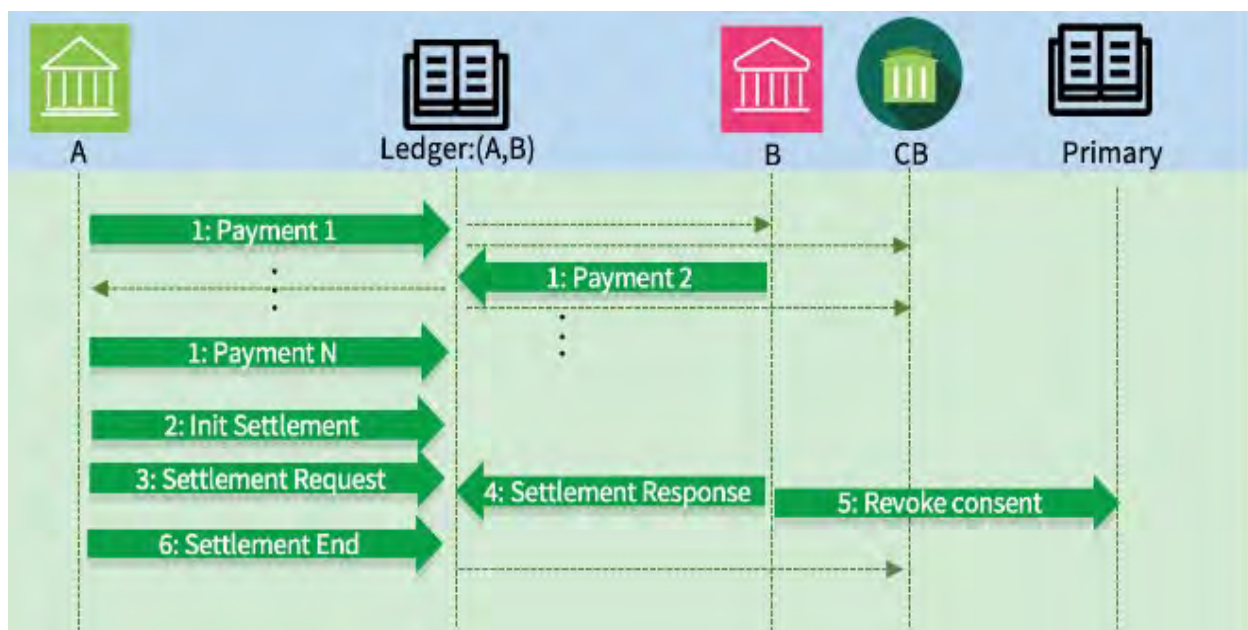 A
Ledger:(A,B)
B
CB
Primary
1: Payment 1
1: Payment 2
1: Payment N
2: Init Settlement
3: Settlement Request
4: Settlement Response
5: Revoke consent
6: Settlement End